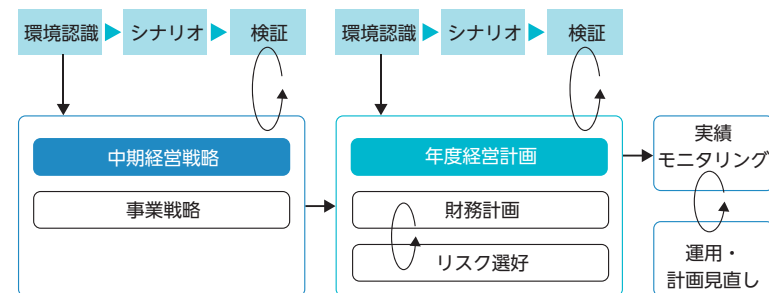 環境認識
シナリオ
検証
環境認識
シナリオ
検証
中期経営戦略
事業戦略
年度経営計画
財務計画
リスク選好
実績
モニタリング
運用・
計画見直し